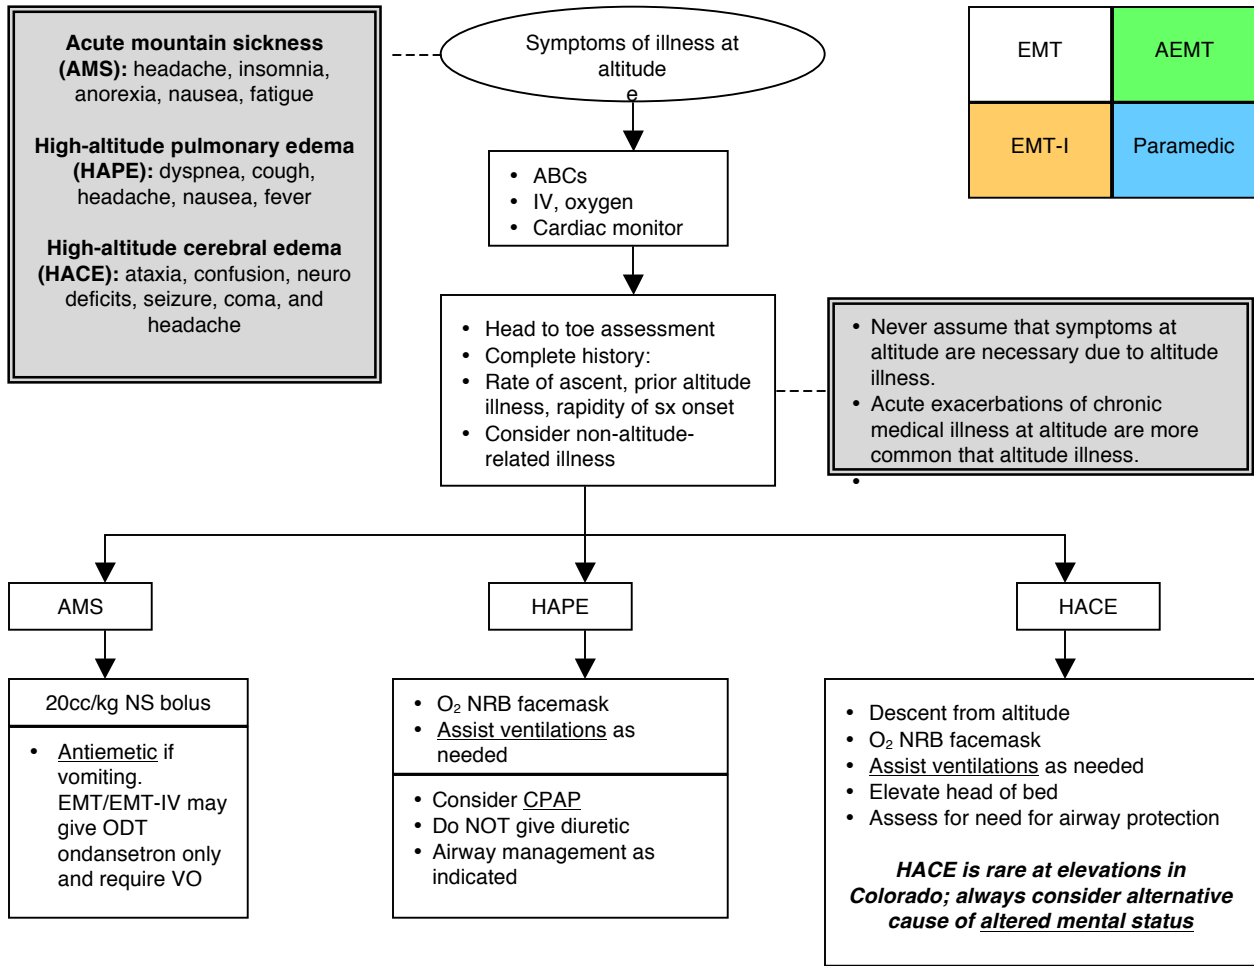 Acute mountain sickness
(AMS): headache, insomnia,
anorexia, nausea, fatigue
High-altitude pulmonary edema
(HAPE): dyspnea, cough,
headache, nausea, fever
High-altitude cerebral edema
(HACE): ataxia, confusion, neuro
deficits, seizure, coma, and
headache
Symptoms of illness at
altitude
e
EMT
AEMT
EMT-I
Paramedic
• ABCs
• IV, oxygen
• Cardiac monitor
• Head to toe assessment
• Complete history:
• Rate of ascent, prior altitude
illness, rapidity of sx onset
• Consider non-altitude-
related illness
• Never assume that symptoms at
altitude are necessary due to altitude
illness.
• Acute exacerbations of chronic
medical illness at altitude are more
common that altitude illness.
•
AMS
HAPE
HACE
20cc/kg NS bolus
• Antiemetic if
vomiting.
EMT/EMT-IV may
give ODT
ondansetron only
and require VO
• O₂ NRB facemask
• Assist ventilations as
needed
• Consider CPAP
• Do NOT give diuretic
• Airway management as
indicated
• Descent from altitude
• O₂ NRB facemask
• Assist ventilations as needed
• Elevate head of bed
• Assess for need for airway protection
HACE is rare at elevations in
Colorado; always consider alternative
cause of altered mental status